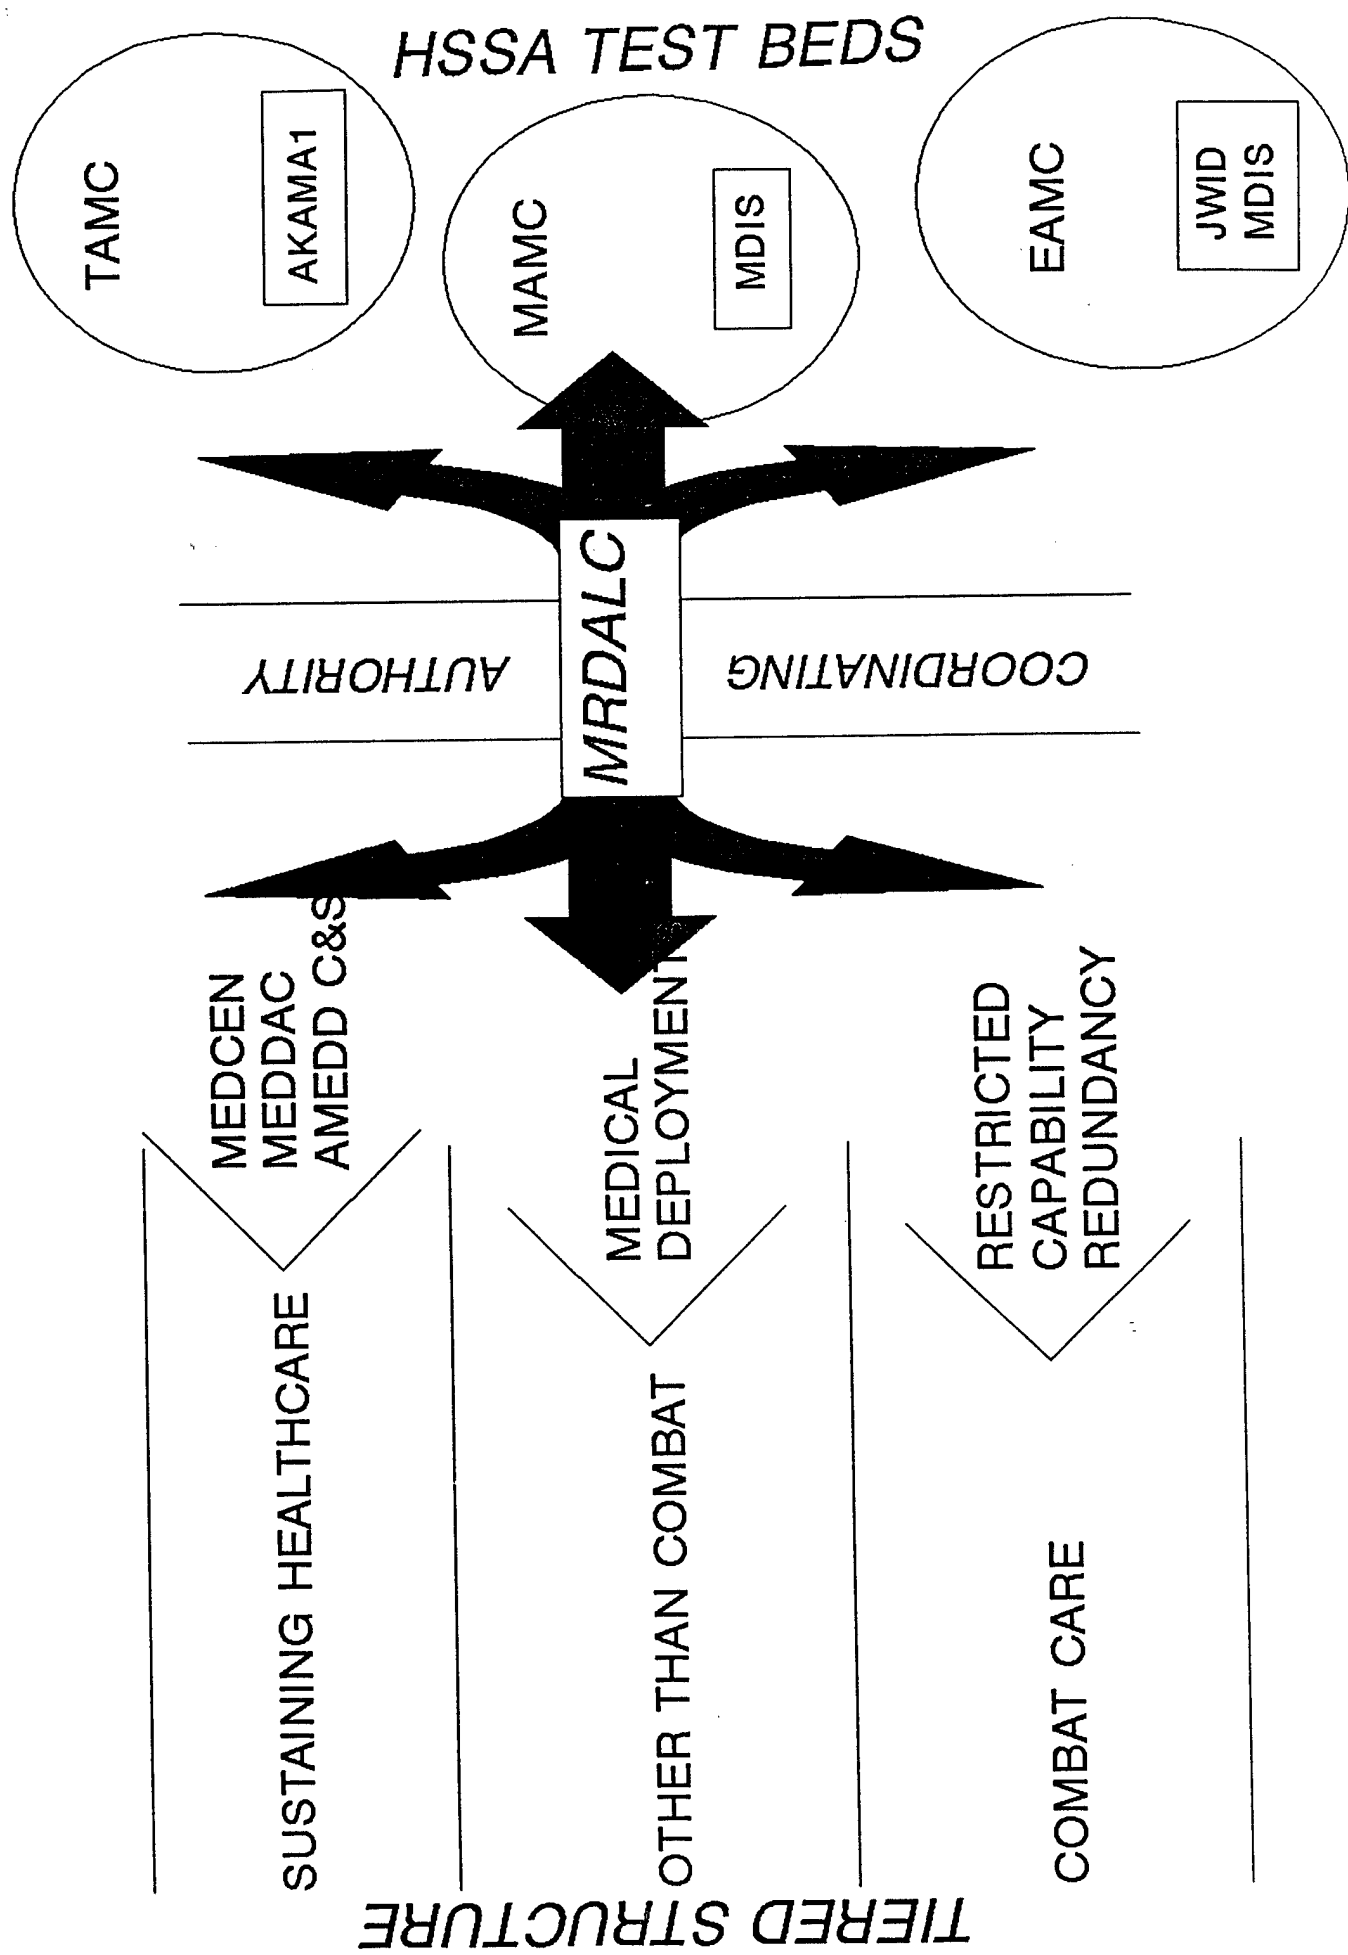 TIERED STRUCTURE
SUSTAINING HEALTHCARE
MEDCEN
MEDDAC
AMEDD C&S
OTHER THAN COMBAT
MEDICAL
DEPLOYMENT
COMBAT CARE
RESTRICTED
CAPABILITY
REDUNDANCY
COORDINATING
AUTHORITY
MRDALC
HSSA TEST BEDS
TAMC
AKAMA1
MAMC
MDIS
EAMC
JWID
MDIS